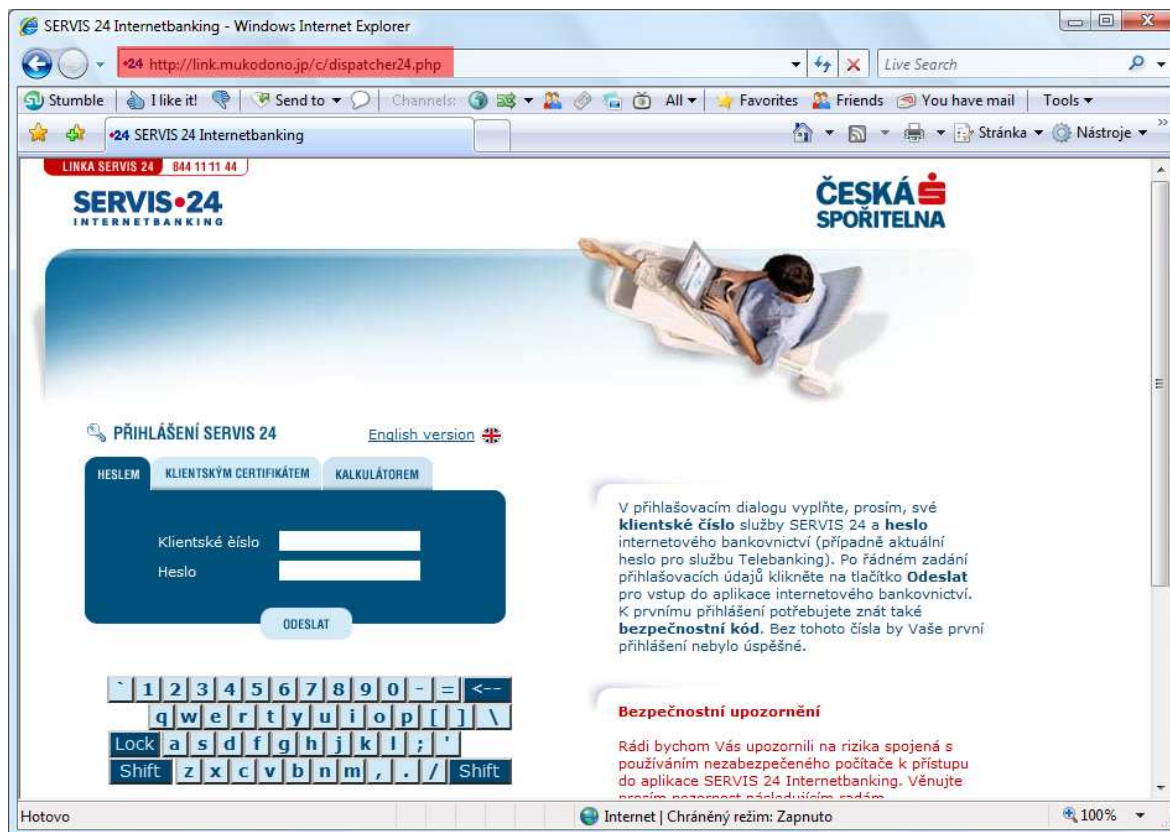 SERVIS 24 Internetbanking - Windows Internet Explorer
•24 http://link.mukodono.jp/c/dispatcher24.php
Live Search
Stumble I like it! Send to Channels: All Favorites Friends You have mail Tools
•24 SERVIS 24 Internetbanking
Stránka Nástroje »
LINKA SERVIS 24 844 11 11 44
SERVIS•24
INTERNETBANKING
ČESKÁ
SPOŘITELNA
PŘIHLÁŠENÍ SERVIS 24 English version
HESLEM KLIENTSKÝM CERTIFIKÁTEM KALKULÁTOREM
Klientské èíslo
Heslo
ODESLAT
` 1 2 3 4 5 6 7 8 9 0 - = <--
q w e r t y u i o p [ ] \
Lock a s d f g h j k l ; '
Shift z x c v b n m , . / Shift
V přihlašovacím dialogu vyplňte, prosím, své
klientské číslo služby SERVIS 24 a heslo
internetového bankovnictví (případně aktuální
heslo pro službu Telebanking). Po řádném zadání
přihlašovacích údajů klikněte na tlačítko Odeslat
pro vstup do aplikace internetového bankovnictví.
K prvnímu přihlášení potřebujete znát také
bezpečnostní kód. Bez tohoto čísla by Vaše první
přihlášení nebylo úspěšné.
Bezpečnostní upozornění
Rádi bychom Vás upozornili na rizika spojená s
používáním nezabezpečeného počítače k přístupu
do aplikace SERVIS 24 Internetbanking. Věnujte
prosím pozornost následujícím radám
Hotovo
Internet | Chráněný režim: Zapnuto
100%